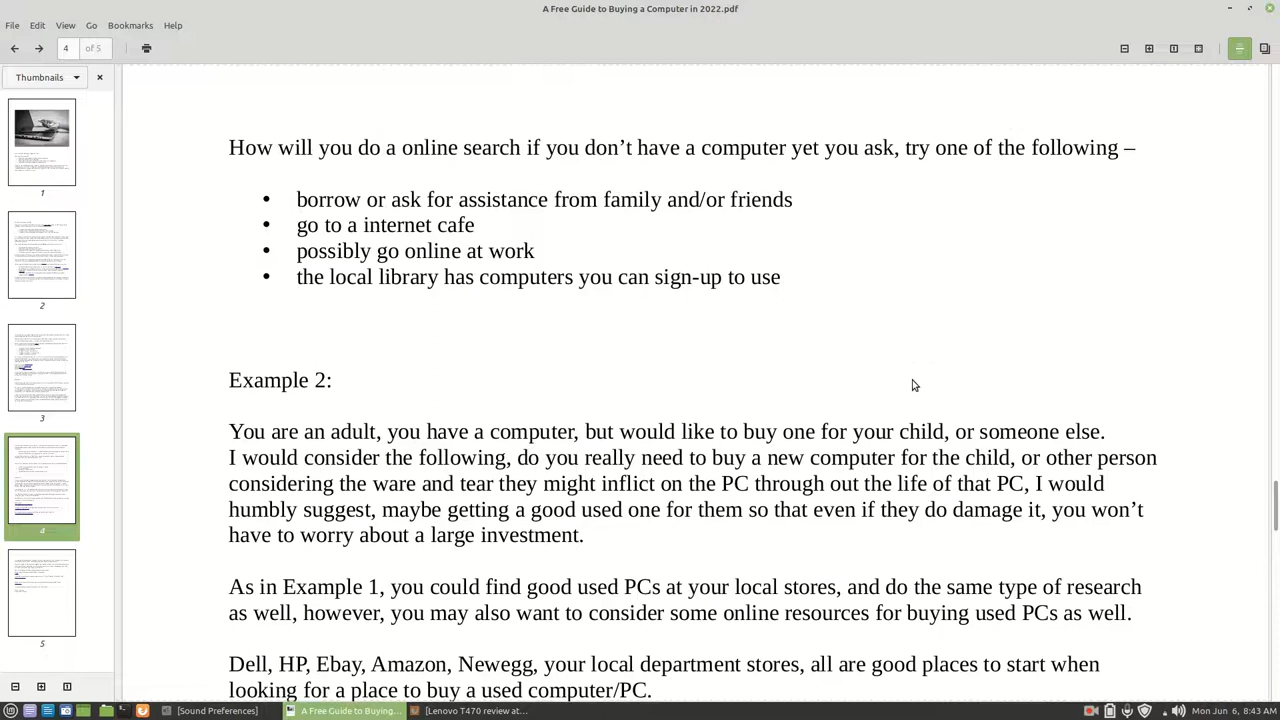 A Free Guide to Buying a Computer in 2022.pdf
File Edit View Go Bookmarks Help
4 of 5
Thumbnails
1
2
3
4
5
How will you do a online search if you don’t have a computer yet you ask, try one of the following –
• borrow or ask for assistance from family and/or friends
• go to a internet cafe
• possibly go online at work
• the local library has computers you can sign-up to use
Example 2:
You are an adult, you have a computer, but would like to buy one for your child, or someone else.
I would consider the following, do you really need to buy a new computer for the child, or other person
considering the ware and tear they might inflict on the PC through out the life of that PC, I would
humbly suggest, maybe getting a good used one for them so that even if they do damage it, you won’t
have to worry about a large investment.
As in Example 1, you could find good used PCs at your local stores, and do the same type of research
as well, however, you may also want to consider some online resources for buying used PCs as well.
Dell, HP, Ebay, Amazon, Newegg, your local department stores, all are good places to start when
looking for a place to buy a used computer/PC.
[Sound Preferences] A Free Guide to Buying... [Lenovo T470 review at... Mon Jun 6, 8:43 AM